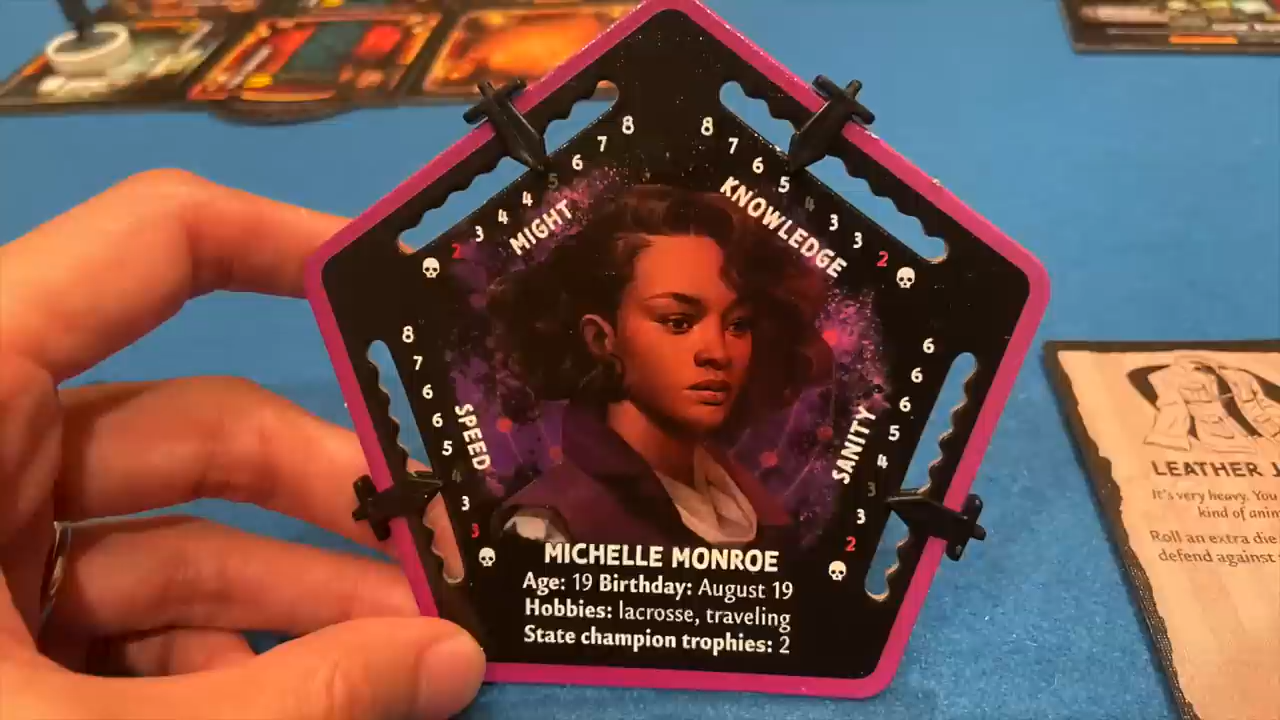 8
7
6
5
4
4
3
2
MIGHT
8
7
6
5
4
3
3
2
KNOWLEDGE
8
7
6
6
5
4
3
3
SPEED
6
6
6
5
4
3
3
2
SANITY
MICHELLE MONROE
Age: 19 Birthday: August 19
Hobbies: lacrosse, traveling
State champion trophies: 2
LEATHER J
It's very heavy. You
kind of anim
Roll an extra die
defend against